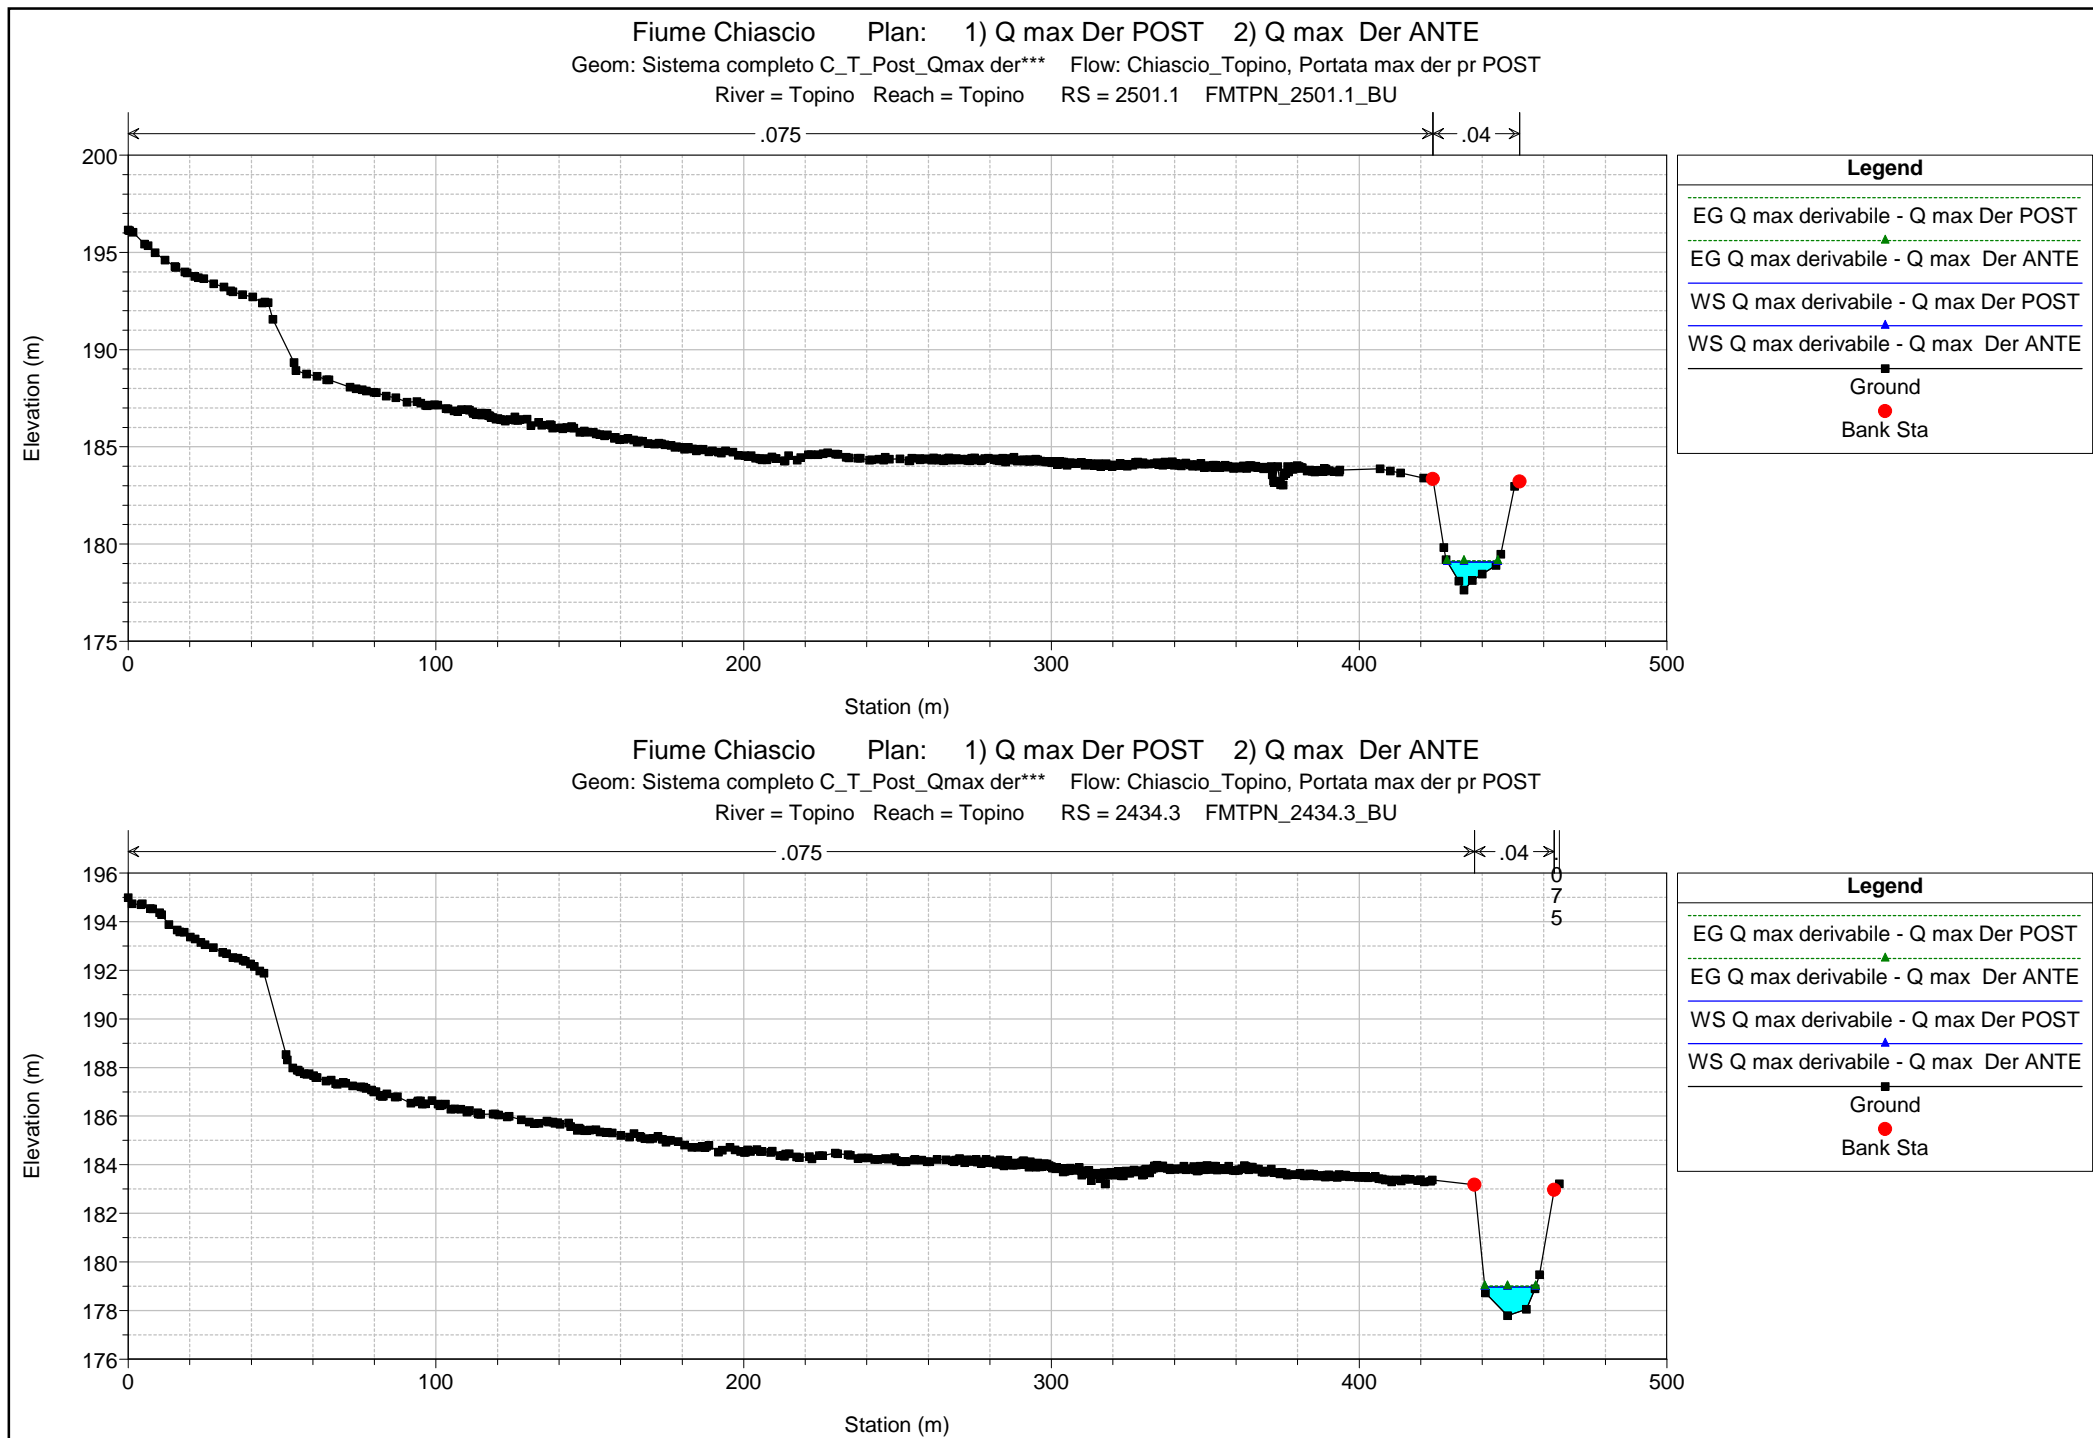 Fiume Chiascio Plan: 1) Q max Der POST 2) Q max Der ANTE
Geom: Sistema completo C_T_Post_Qmax der*** Flow: Chiascio_Topino, Portata max der pr POST
River = Topino Reach = Topino RS = 2501.1 FMTPN_2501.1_BU
.075
.04
200
195
190
185
180
175
Elevation (m)
0 100 200 300 400 500
Station (m)
Legend
EG Q max derivabile - Q max Der POST
EG Q max derivabile - Q max Der ANTE
WS Q max derivabile - Q max Der POST
WS Q max derivabile - Q max Der ANTE
Ground
Bank Sta
Fiume Chiascio Plan: 1) Q max Der POST 2) Q max Der ANTE
Geom: Sistema completo C_T_Post_Qmax der*** Flow: Chiascio_Topino, Portata max der pr POST
River = Topino Reach = Topino RS = 2434.3 FMTPN_2434.3_BU
.075
.04
.075
196
194
192
190
188
186
184
182
180
178
176
Elevation (m)
0 100 200 300 400 500
Station (m)
Legend
EG Q max derivabile - Q max Der POST
EG Q max derivabile - Q max Der ANTE
WS Q max derivabile - Q max Der POST
WS Q max derivabile - Q max Der ANTE
Ground
Bank Sta